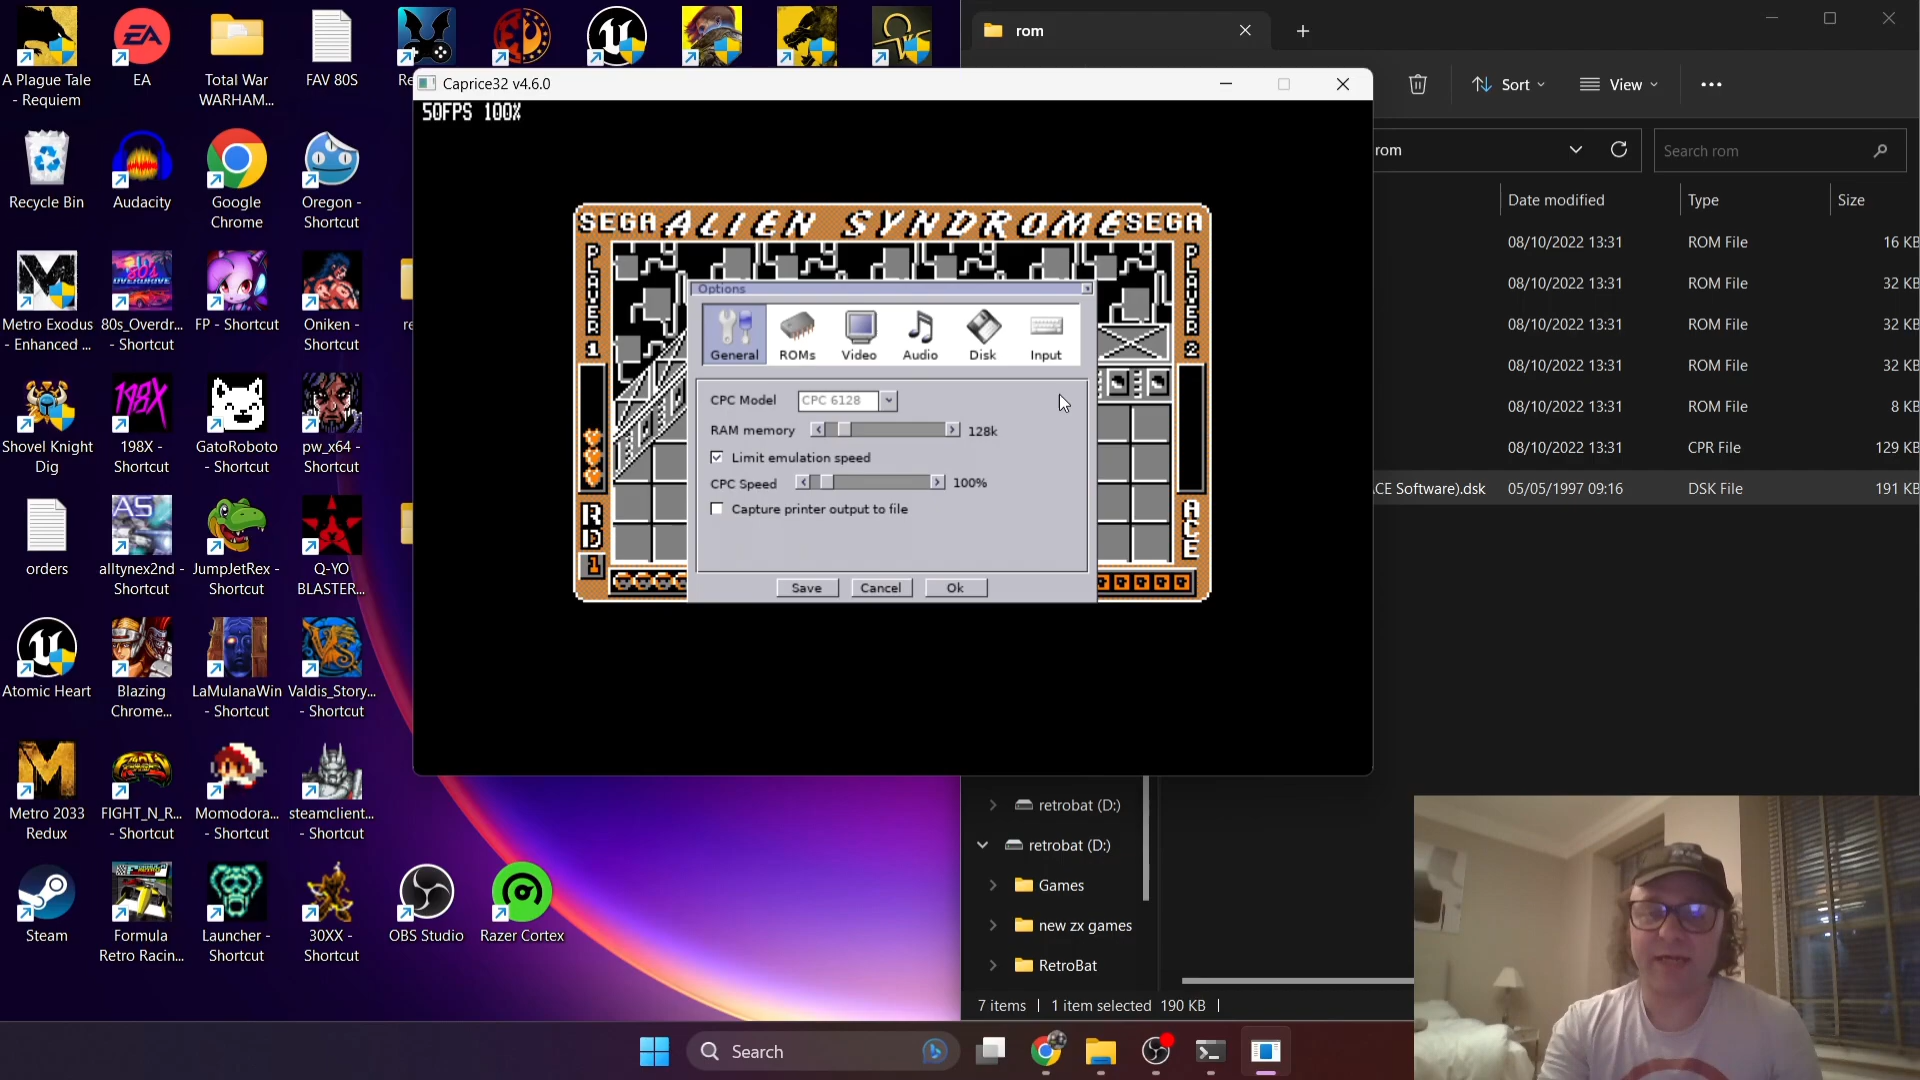 A Plague Tale
- Requiem
EA
Total War
WARHAM...
FAV 80S
Recycle Bin
Audacity
Google
Chrome
Oregon -
Shortcut
Metro Exodus
- Enhanced ...
80s_Overdr...
- Shortcut
FP - Shortcut
Oniken -
Shortcut
Shovel Knight
Dig
198X -
Shortcut
GatoRoboto
- Shortcut
pw_x64 -
Shortcut
orders
alltynex2nd -
Shortcut
JumpJetRex -
Shortcut
Q-YO
BLASTER...
Atomic Heart
Blazing
Chrome...
LaMulanaWin
- Shortcut
Valdis_Story...
- Shortcut
Metro 2033
Redux
FIGHT_N_R...
- Shortcut
Momodora...
- Shortcut
steamclient...
- Shortcut
Steam
Formula
Retro Racin...
Launcher -
Shortcut
30XX -
Shortcut
OBS Studio
Razer Cortex
Caprice32 v4.6.0
50FPS 100%
SEGA ALIEN SYNDROME SEGA
PLAYER 1
PLAYER 2
RD
1
ACE
Options
General
ROMs
Video
Audio
Disk
Input
CPC Model
CPC 6128
RAM memory
128k
Limit emulation speed
CPC Speed
100%
Capture printer output to file
Save
Cancel
Ok
rom
Sort
View
rom
Search rom
Date modified
Type
Size
08/10/2022 13:31
ROM File
16 KB
08/10/2022 13:31
ROM File
32 KB
08/10/2022 13:31
ROM File
32 KB
08/10/2022 13:31
ROM File
32 KB
08/10/2022 13:31
ROM File
8 KB
08/10/2022 13:31
CPR File
129 KB
CE Software).dsk
05/05/1997 09:16
DSK File
191 KB
retrobat (D:)
retrobat (D:)
Games
new zx games
RetroBat
7 items
1 item selected 190 KB
Search